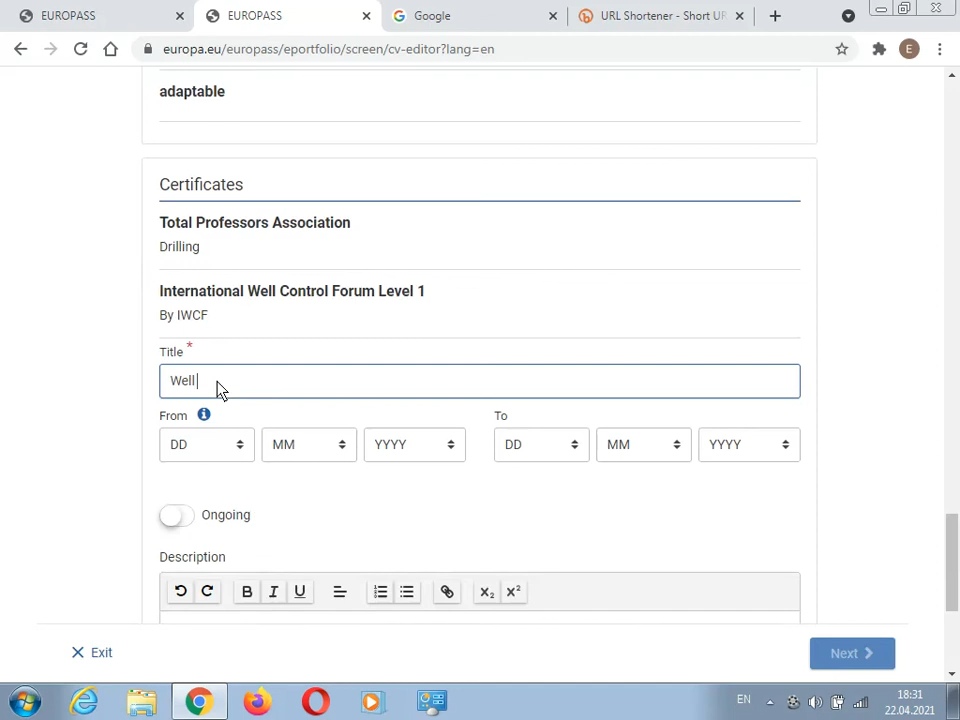 EUROPASS
EUROPASS
Google
URL Shortener - Short UR
europa.eu/europass/eportfolio/screen/cv-editor?lang=en
E
adaptable
Certificates
Total Professors Association
Drilling
International Well Control Forum Level 1
By IWCF
Title *
Well
From
To
DD
MM
YYYY
DD
MM
YYYY
Ongoing
Description
B I U
X₂ X²
Exit
Next
EN
18:31
22.04.2021